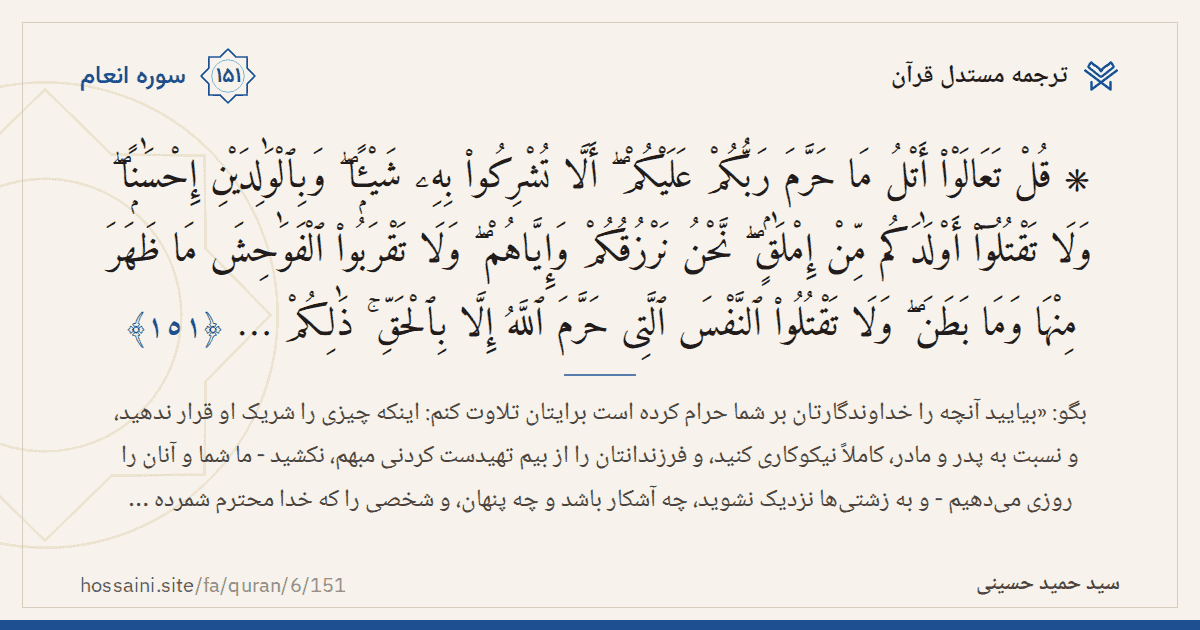 ترجمه مستدل قرآن
۱۵۱ سوره انعام
* قُلْ تَعَالَوْا۟ أَتْلُ مَا حَرَّمَ رَبُّكُمْ عَلَيْكُمْ ۖ أَلَّا تُشْرِكُوا۟ بِهِۦ شَيْـًٔا ۖ وَبِٱلْوَٰلِدَيْنِ إِحْسَـٰنًا ۖ
وَلَا تَقْتُلُوٓا۟ أَوْلَـٰدَكُم مِّنْ إِمْلَـٰقٍ ۖ نَّحْنُ نَرْزُقُكُمْ وَإِيَّاهُمْ ۖ وَلَا تَقْرَبُوا۟ ٱلْفَوَٰحِشَ مَا ظَهَرَ
مِنْهَا وَمَا بَطَنَ ۖ وَلَا تَقْتُلُوا۟ ٱلنَّفْسَ ٱلَّتِى حَرَّمَ ٱللَّهُ إِلَّا بِٱلْحَقِّ ۚ ذَٰلِكُمْ ... ﴿١٥١﴾
بگو: «بیایید آنچه را خداوندگارتان بر شما حرام کرده است برایتان تلاوت کنم: اینکه چیزی را شریک او قرار ندهید،
و نسبت به پدر و مادر، کاملاً نیکوکاری کنید، و فرزندانتان را از بیم تهیدست کردنی مبهم، نکشید - ما شما و آنان را
روزی می‌دهیم - و به زشتی‌ها نزدیک نشوید، چه آشکار باشد و چه پنهان، و شخصی را که خدا محترم شمرده ...
سید حمید حسینی
hossaini.site/fa/quran/6/151